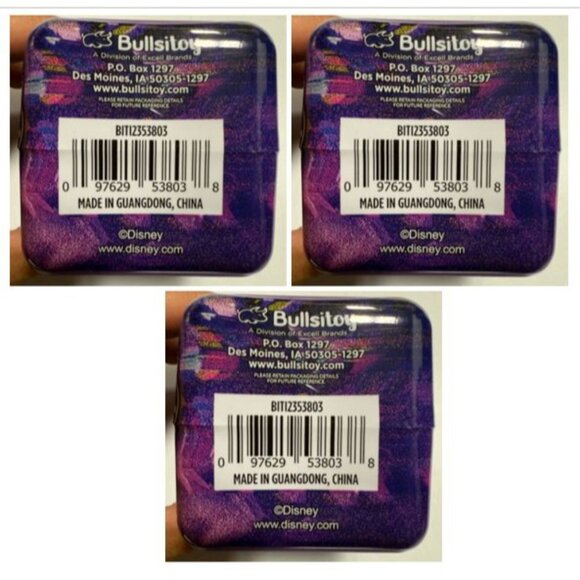 Bullsitoy
A Division of Excell Brands
P.O. Box 1297
Des Moines, IA 50305-1297
www.bullsitoy.com
PLEASE RETAIN PACKAGING DETAILS
FOR FUTURE REFERENCE
BITI2353803
0 97629 53803 8
MADE IN GUANGDONG, CHINA
©Disney
www.disney.com
Bullsitoy
A Division of Excell Brands
P.O. Box 1297
Des Moines, IA 50305-1297
www.bullsitoy.com
PLEASE RETAIN PACKAGING DETAILS
FOR FUTURE REFERENCE
BITI2353803
0 97629 53803 8
MADE IN GUANGDONG, CHINA
©Disney
www.disney.com
Bullsitoy
A Division of Excell Brands
P.O. Box 1297
Des Moines, IA 50305-1297
www.bullsitoy.com
PLEASE RETAIN PACKAGING DETAILS
FOR FUTURE REFERENCE
BITI2353803
0 97629 53803 8
MADE IN GUANGDONG, CHINA
©Disney
www.disney.com